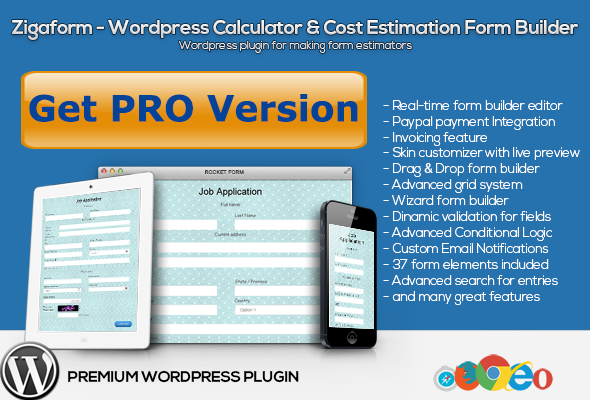 Zigaform - Wordpress Calculator & Cost Estimation Form Builder
Wordpress plugin for making form estimators
Get PRO Version
- Real-time form builder editor
- Paypal payment Integration
- Invoicing feature
- Skin customizer with live preview
- Drag & Drop form builder
- Advanced grid system
- Wizard form builder
- Dinamic validation for fields
- Advanced Conditional Logic
- Custom Email Notifications
- 37 form elements included
- Advanced search for entries
- and many great features
ROCKET FORM
Job Application
Full name
Last Name
Current address
State / Province
Country
Option 1
Job Application
Job
Application
PREMIUM WORDPRESS PLUGIN